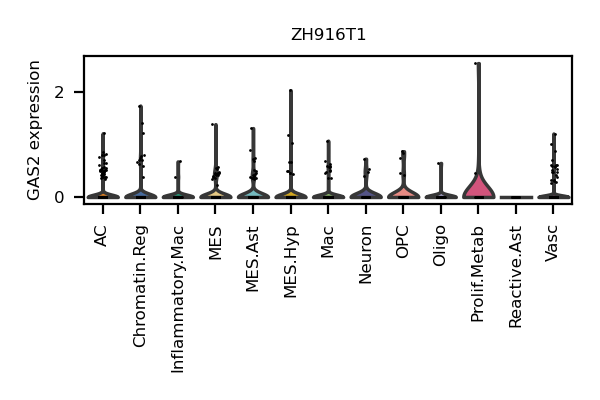 ZH916T1
GAS2 expression
2
0
AC
Chromatin.Reg
Inflammatory.Mac
MES
MES.Ast
MES.Hyp
Mac
Neuron
OPC
Oligo
Prolif.Metab
Reactive.Ast
Vasc